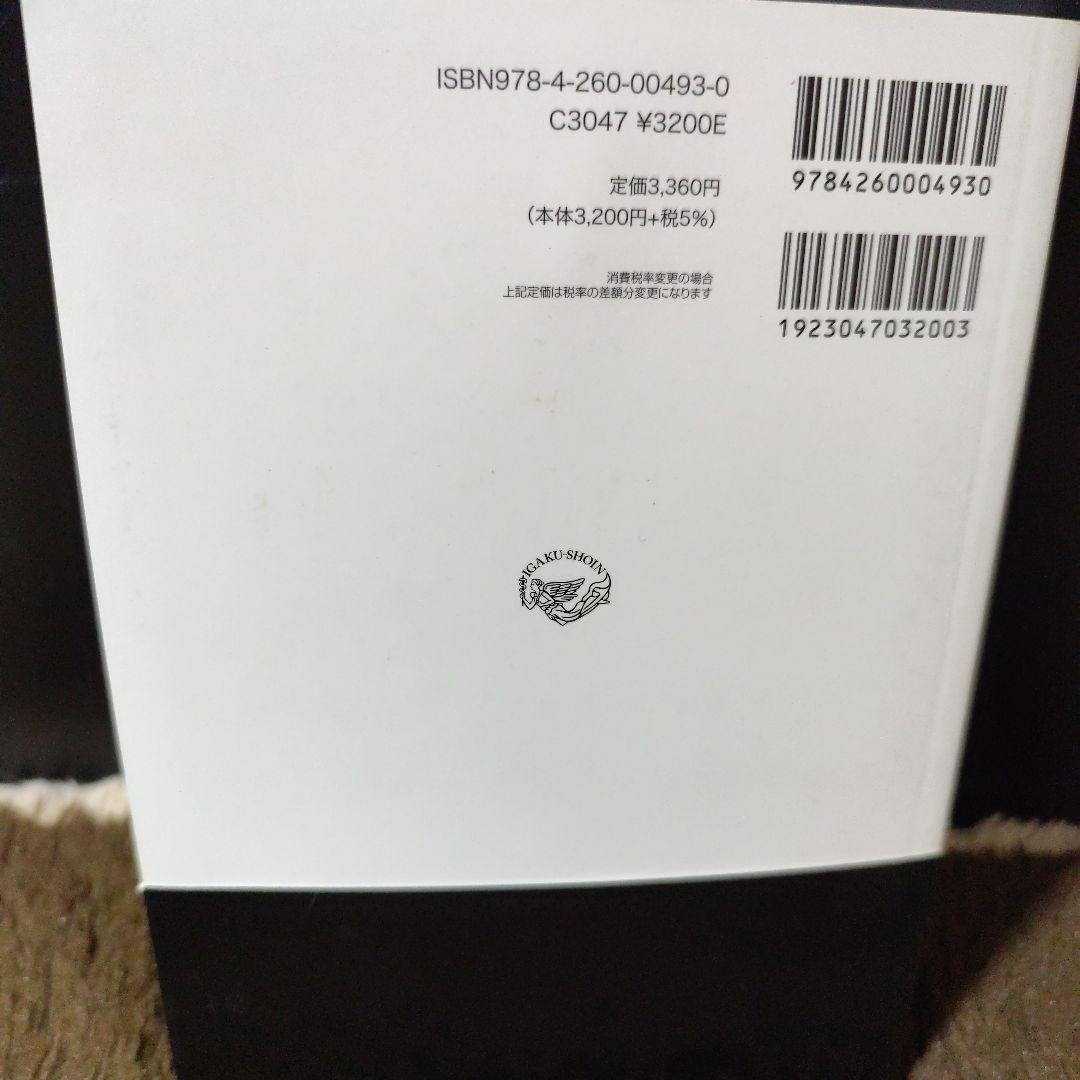 ISBN978-4-260-00493-0
C3047 ¥3200E
定価3,360円
（本体3,200円+税5%）
消費税率変更の場合
上記定価は税率の差額分変更になります
9784260004930
1923047032003
IGAKU-SHOIN